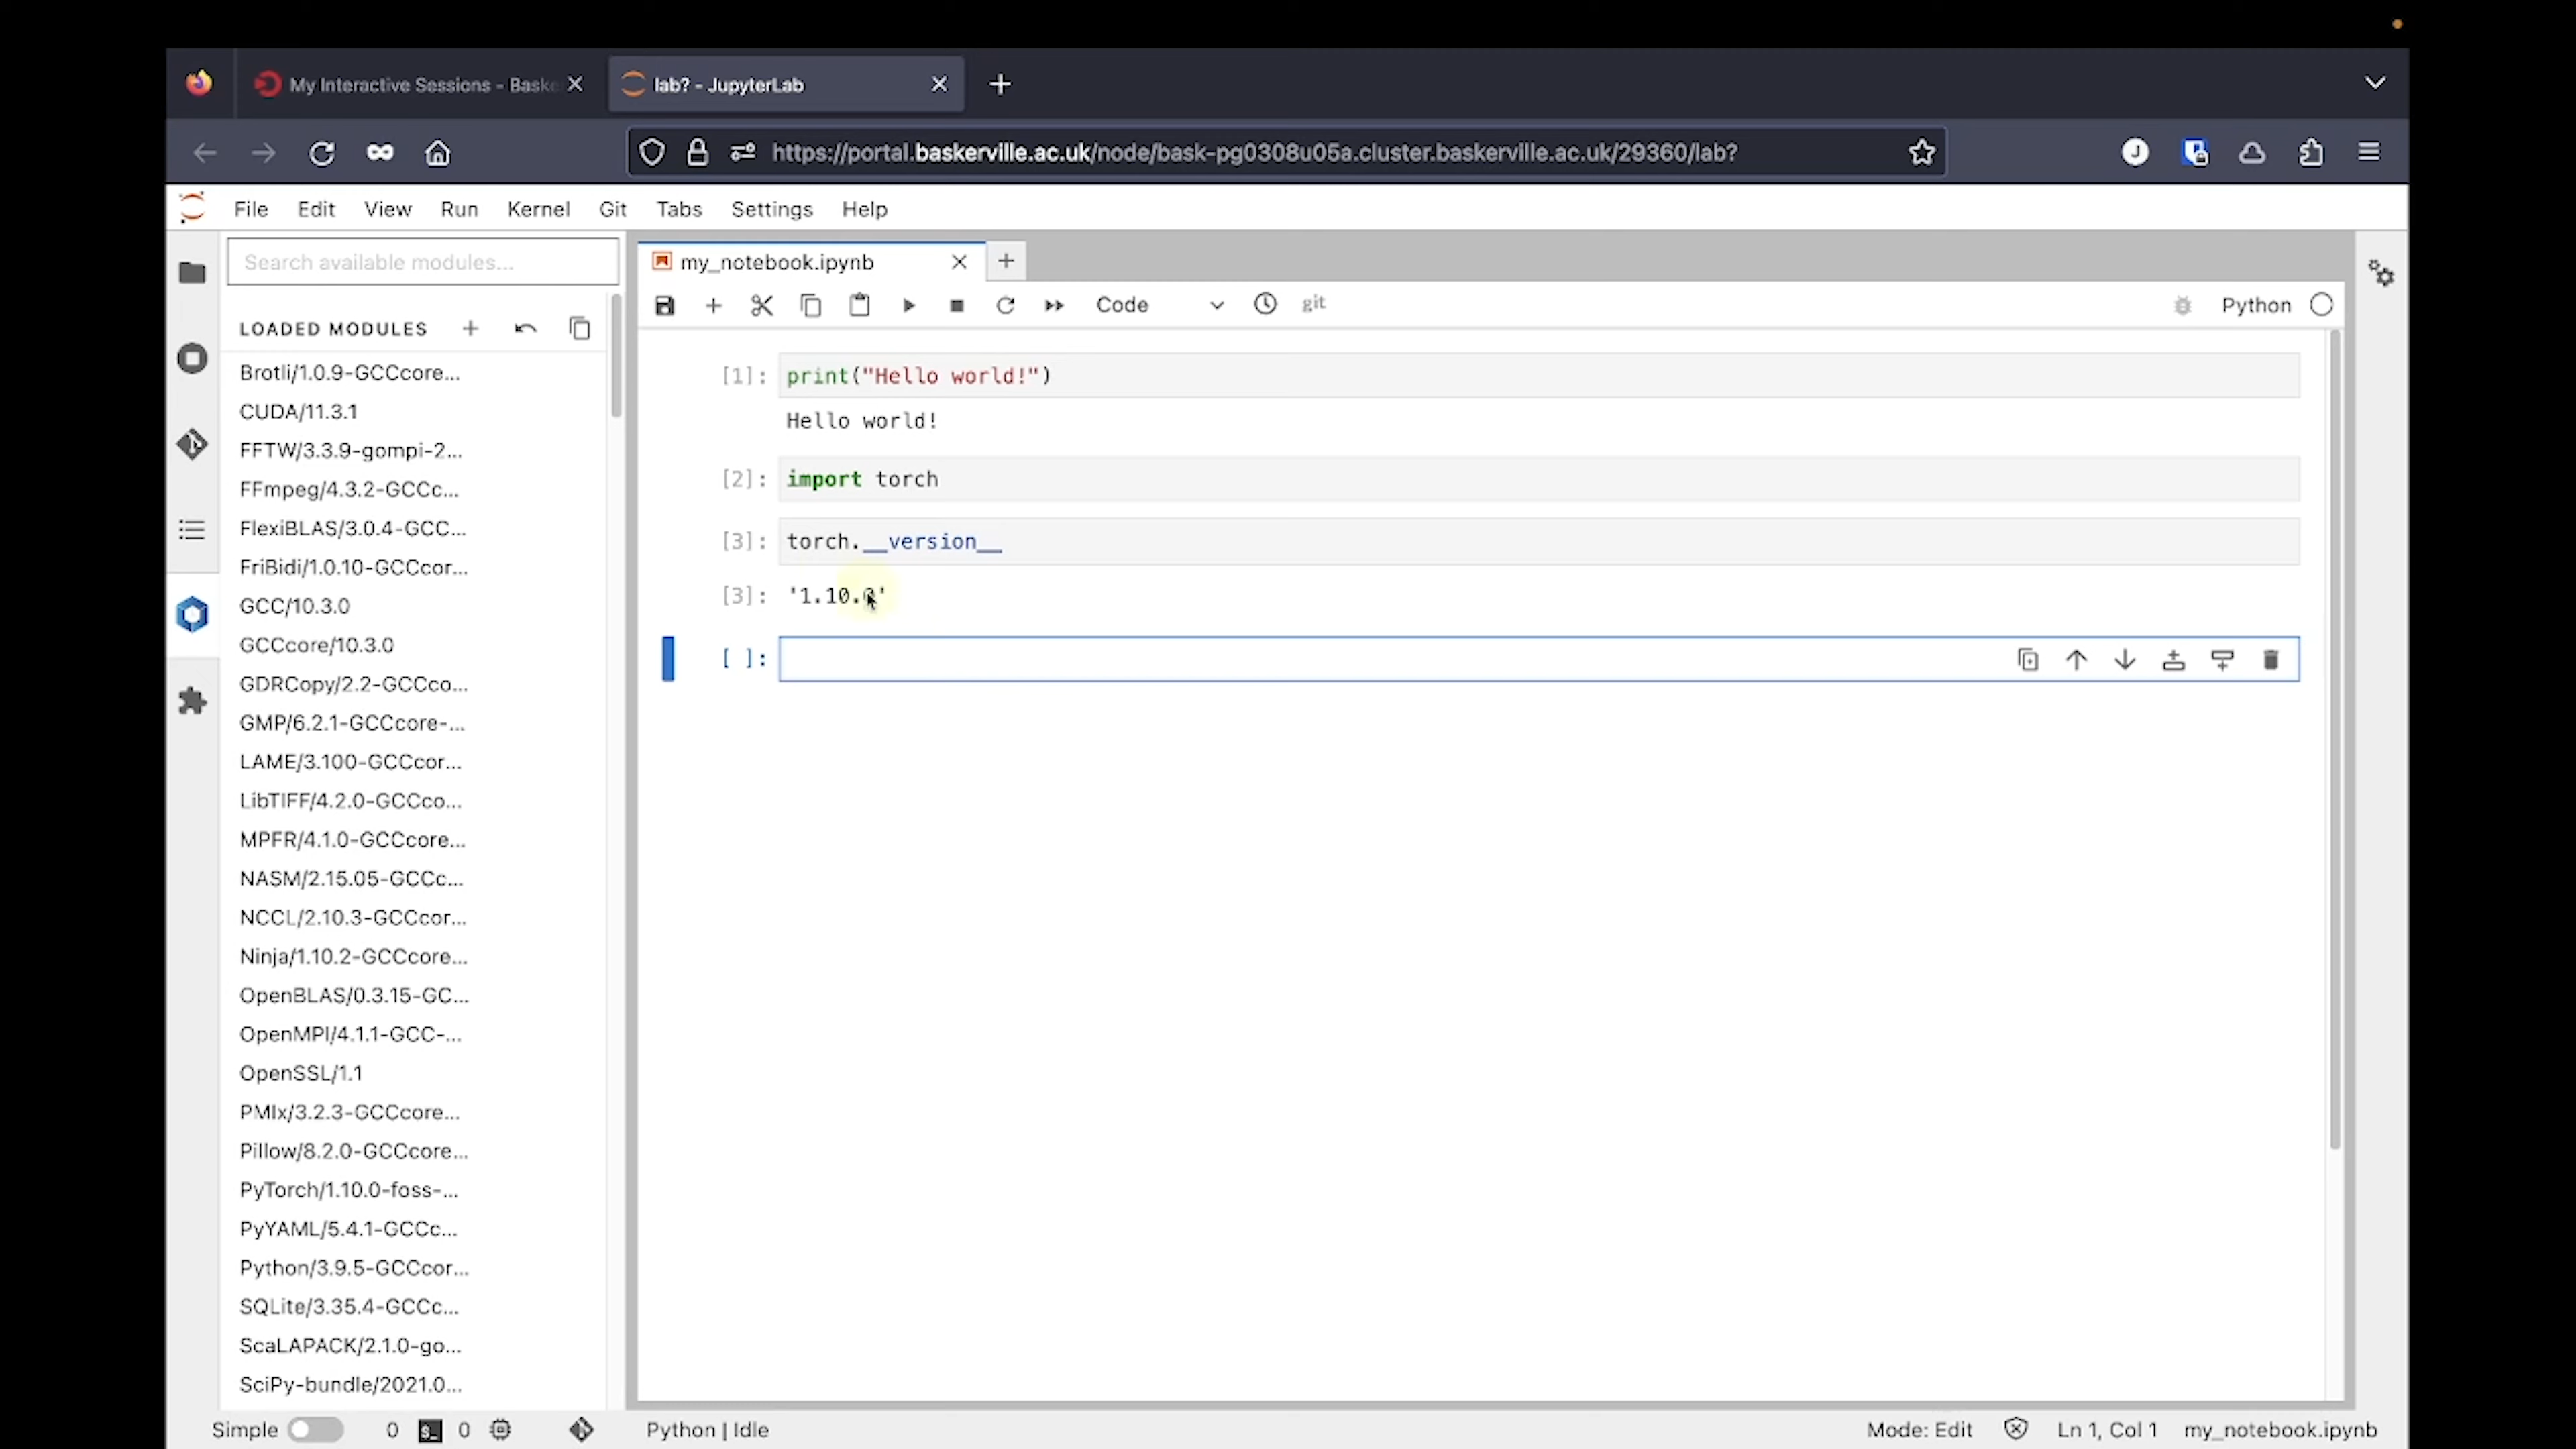 My Interactive Sessions - Baske
lab? - JupyterLab
https://portal.baskerville.ac.uk/node/bask-pg0308u05a.cluster.baskerville.ac.uk/29360/lab?
J
File Edit View Run Kernel Git Tabs Settings Help
Search available modules...
LOADED MODULES
Brotli/1.0.9-GCCcore...
CUDA/11.3.1
FFTW/3.3.9-gompi-2...
FFmpeg/4.3.2-GCCc...
FlexiBLAS/3.0.4-GCC...
FriBidi/1.0.10-GCCcor...
GCC/10.3.0
GCCcore/10.3.0
GDRCopy/2.2-GCCco...
GMP/6.2.1-GCCcore-...
LAME/3.100-GCCcor...
LibTIFF/4.2.0-GCCco...
MPFR/4.1.0-GCCcore...
NASM/2.15.05-GCCc...
NCCL/2.10.3-GCCcor...
Ninja/1.10.2-GCCcore...
OpenBLAS/0.3.15-GC...
OpenMPI/4.1.1-GCC-...
OpenSSL/1.1
PMIx/3.2.3-GCCcore...
Pillow/8.2.0-GCCcore...
PyTorch/1.10.0-foss-...
PyYAML/5.4.1-GCCc...
Python/3.9.5-GCCcor...
SQLite/3.35.4-GCCc...
ScaLAPACK/2.1.0-go...
SciPy-bundle/2021.0...
my_notebook.ipynb
Code
git
Python
[1]: print("Hello world!")
Hello world!
[2]: import torch
[3]: torch.__version__
[3]: '1.10.0'
[ ]:
Simple 0 $_ 0
Python | Idle
Mode: Edit
Ln 1, Col 1
my_notebook.ipynb